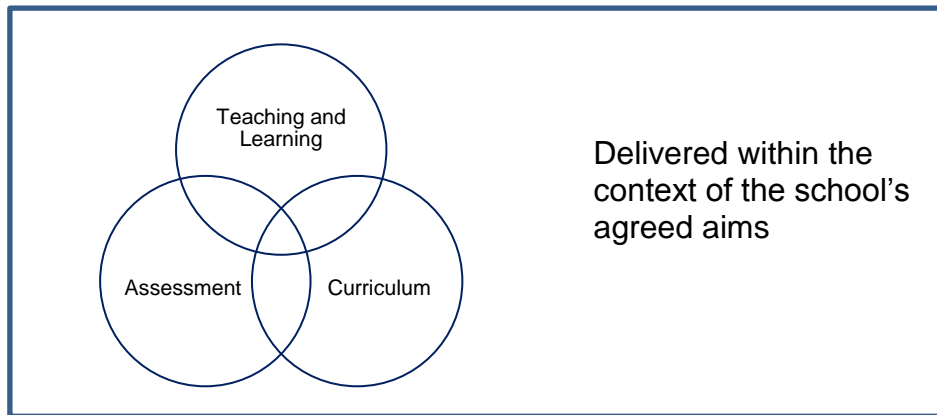 Teaching and
Learning
Assessment
Curriculum
Delivered within the
context of the school’s
agreed aims